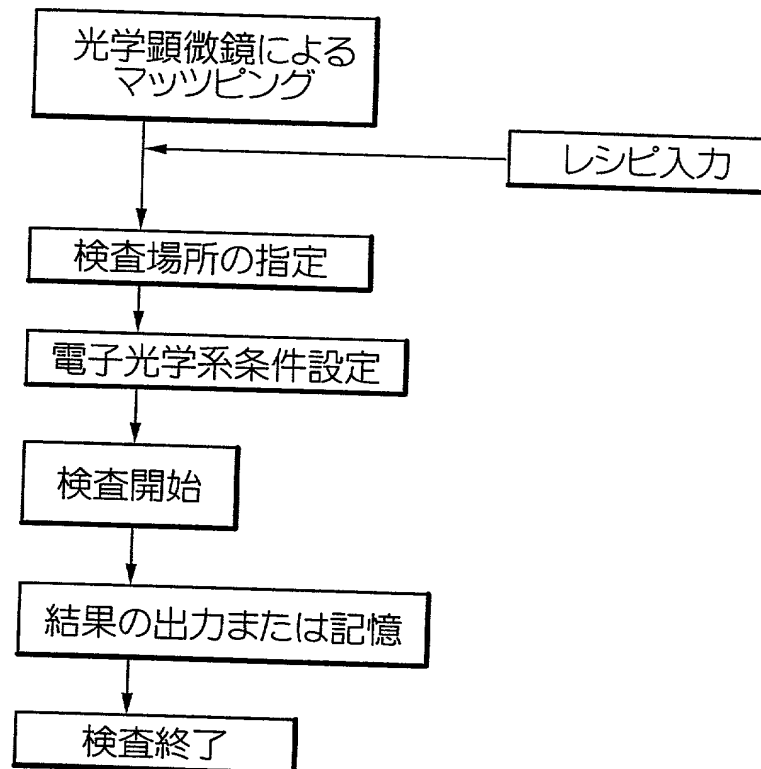 光学顕微鏡による
マッツピング
レシピ入力
検査場所の指定
電子光学系条件設定
検査開始
結果の出力または記憶
検査終了